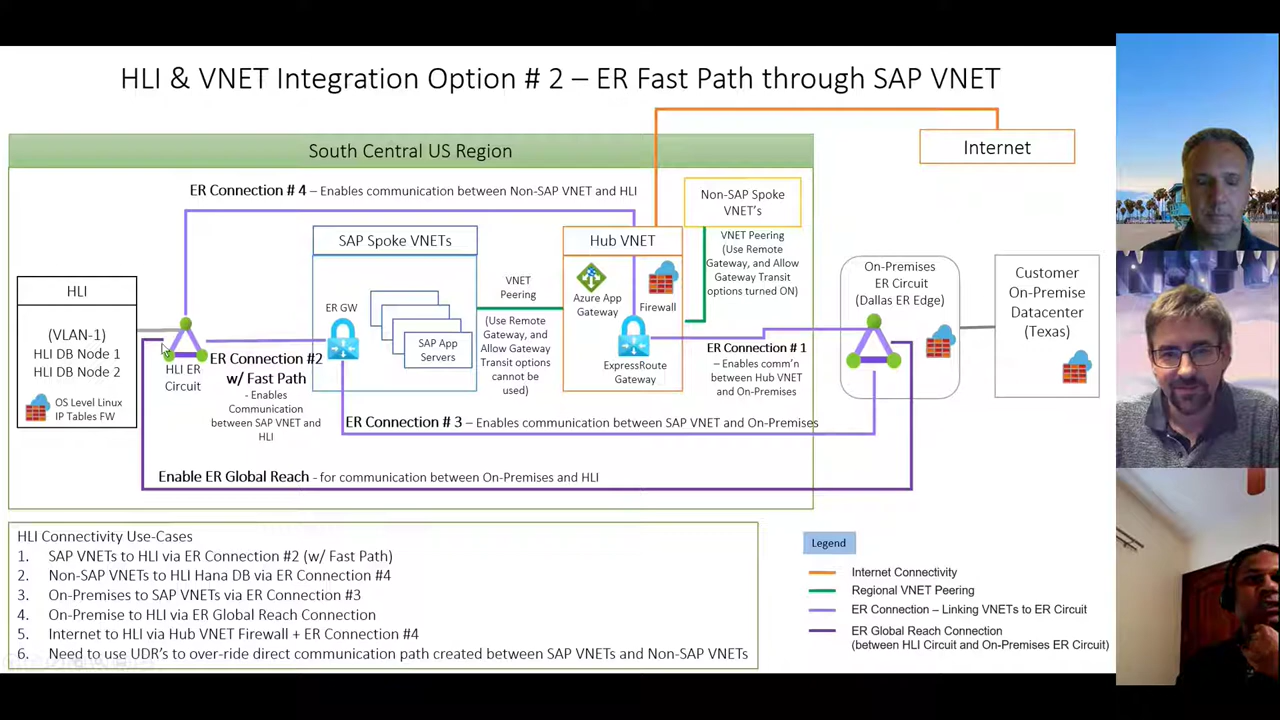 HLI & VNET Integration Option # 2 – ER Fast Path through SAP VNET
South Central US Region
Internet
ER Connection # 4 – Enables communication between Non-SAP VNET and HLI
Non-SAP Spoke
VNET's
SAP Spoke VNETs
Hub VNET
VNET Peering
(Use Remote
Gateway, and Allow
Gateway Transit
options turned ON)
HLI
(VLAN-1)
HLI DB Node 1
HLI DB Node 2
OS Level Linux
IP Tables FW
HLI ER
Circuit
ER Connection #2
w/ Fast Path
- Enables
Communication
between SAP VNET and
HLI
ER GW
SAP App
Servers
VNET
Peering
(Use Remote
Gateway, and
Allow Gateway
Transit options
cannot be
used)
Azure App
Gateway
Firewall
ExpressRoute
Gateway
ER Connection # 1
– Enables comm'n
between Hub VNET
and On-Premises
On-Premises
ER Circuit
(Dallas ER Edge)
Customer
On-Premise
Datacenter
(Texas)
ER Connection # 3 – Enables communication between SAP VNET and On-Premises
Enable ER Global Reach - for communication between On-Premises and HLI
HLI Connectivity Use-Cases
1. SAP VNETs to HLI via ER Connection #2 (w/ Fast Path)
2. Non-SAP VNETs to HLI Hana DB via ER Connection #4
3. On-Premises to SAP VNETs via ER Connection #3
4. On-Premise to HLI via ER Global Reach Connection
5. Internet to HLI via Hub VNET Firewall + ER Connection #4
6. Need to use UDR's to over-ride direct communication path created between SAP VNETs and Non-SAP VNETs
Legend
Internet Connectivity
Regional VNET Peering
ER Connection – Linking VNETs to ER Circuit
ER Global Reach Connection
(between HLI Circuit and On-Premises ER Circuit)